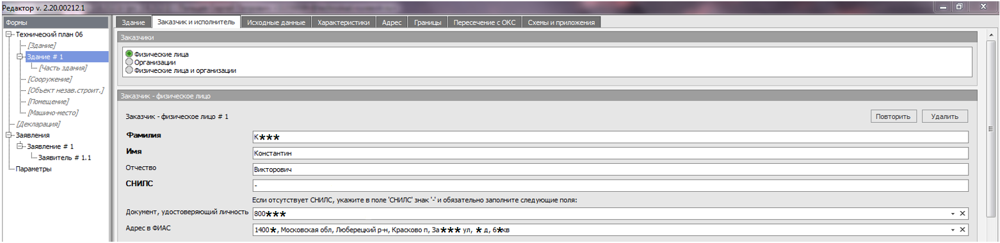 Редактор v. 2.20.00212.1
Формы
Технический план 06
[Здание]
Здание # 1
[Часть здания]
[Сооружение]
[Объект незав.строит.]
[Помещение]
[Машино-место]
[Декларация]
Заявления
Заявление # 1
Заявитель # 1.1
Параметры
Здание Заказчик и исполнитель Исходные данные Характеристики Адрес Границы Пересечение с ОКС Схемы и приложения
Заказчики
Физические лица
Организации
Физические лица и организации
Заказчик - физическое лицо
Заказчик - физическое лицо # 1 Повторить Удалить
Фамилия К***
Имя Константин
Отчество Викторович
СНИЛС -
Если отсутствует СНИЛС, укажите в поле 'СНИЛС' знак '-' и обязательно заполните следующие поля:
Документ, удостоверяющий личность 800***
Адрес в ФИАС 1400*, Московская обл, Люберецкий р-н, Красково п, За*** ул, * д, 6*кв